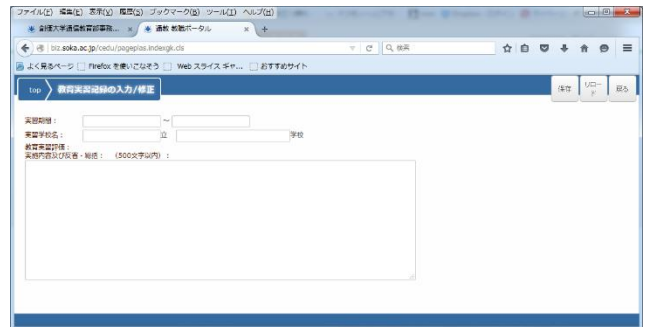 ファイル(F) 編集(E) 表示(V) 履歴(S) ブックマーク(B) ツール(T) ヘルプ(H)
創価大学通信教育部事務... × 通教 教職ポータル × +
biz.soka.ac.jp/cedu/pageplas.indexgk.cls 検索
よく見るページ Firefox を使いこなそう Web スライス ギャ... おすすめサイト
top 教育実習記録の入力/修正 保存 リロード 戻る
実習期間: ~
実習学校名: 立 学校
教育実習評価:
実施内容及び反省・総括: (500文字以内) :